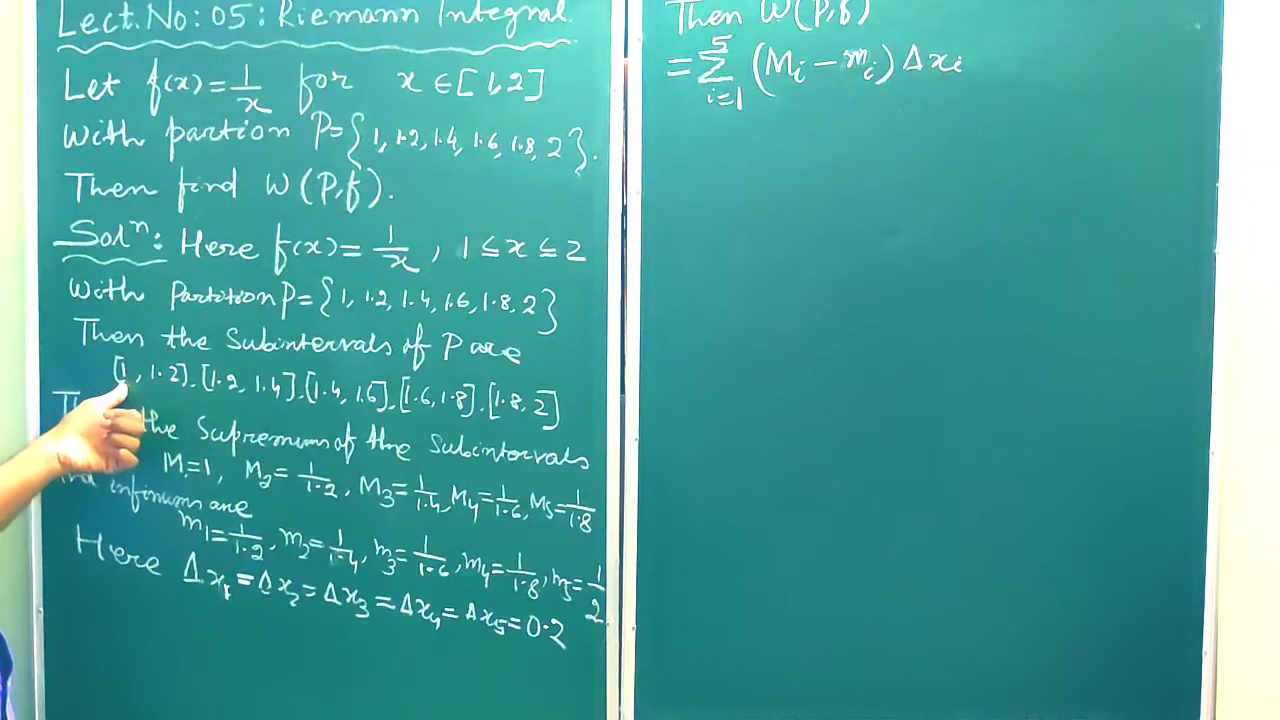 Lect.No:05: Riemann Integral.
Let f(x)=1/x for x∈[1,2]
With partion P={1, 1.2, 1.4, 1.6, 1.8, 2}.
Then find W(P,f).
Solⁿ: Here f(x)=1/x, 1≤x≤2
With Partition P={1, 1.2, 1.4, 1.6, 1.8, 2}
Then the Subintervals of P are
[1, 1.2], [1.2, 1.4], [1.4, 1.6], [1.6, 1.8], [1.8, 2]
the Supremum of the Subintervals
M₁=1, M₂=1/1.2, M₃=1/1.4, M₄=1/1.6, M₅=1/1.8
infimum are
m₁=1/1.2, m₂=1/1.4, m₃=1/1.6, m₄=1/1.8, m₅=1/2
Here Δx₁=Δx₂=Δx₃=Δx₄=Δx₅=0.2
Then W(P,f)
=∑_{i=1}^{5} (Mᵢ-mᵢ)Δxᵢ